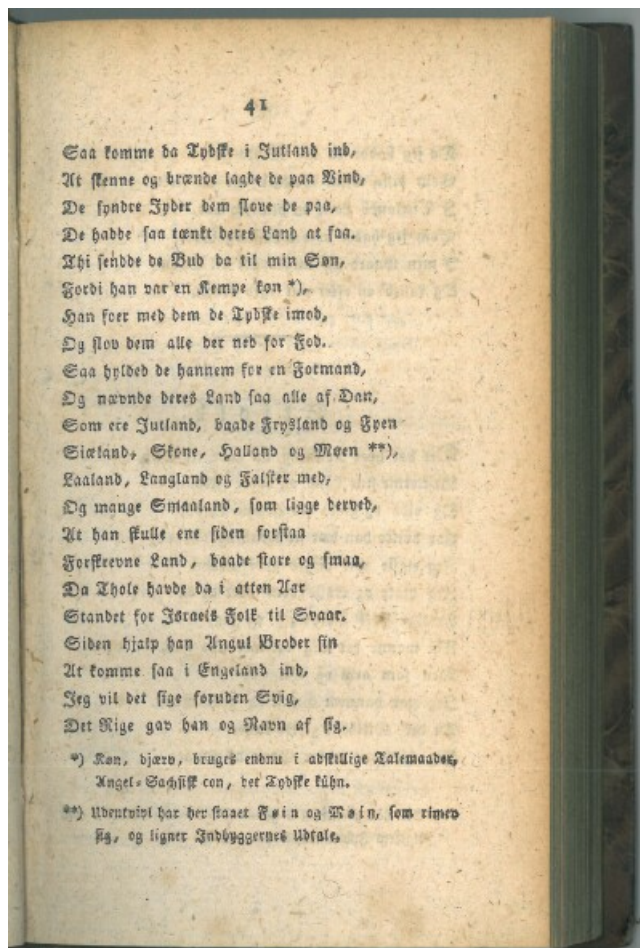 41
Saa komme da Tydske i Jutland ind,
At skenne og brænde lagde de paa Vind,
De syndre Jyder dem slove de paa,
De hadde saa tænkt deres Land at faa.
Thi sendde de Bud da til min Søn,
Fordi han var en Kempe køn *),
Han foer med dem de Tydske imod,
Og slov dem alle der ned for Fod.
Saa hylded de hannem for en Formand,
Og nævnde deres Land saa alle af Dan,
Som ere Jutland, baade Frysland og Fyen
Siæland, Skone, Halland og Møen **),
Laaland, Langland og Falster med,
Og mange Smaaland, som ligge derved,
At han skulle ene siden forstaa
Forskrevne Land, baade store og smaa,
Da Thole havde da i atten Aar
Standet for Israels Folk til Svaar.
Siden hjalp han Angul Broder sin
At komme saa i Engeland ind,
Jeg vil det sige foruden Svig,
Det Rige gav han og Navn af sig.
*) Køn, djærv, bruges endnu i adskillige Talemaader,
Angel-Sachsisk con, det Tydske kühn.
**) Udentvivl har her staaet Føin og Møin, som rimer
sig, og ligner Indbyggernes Udtale.